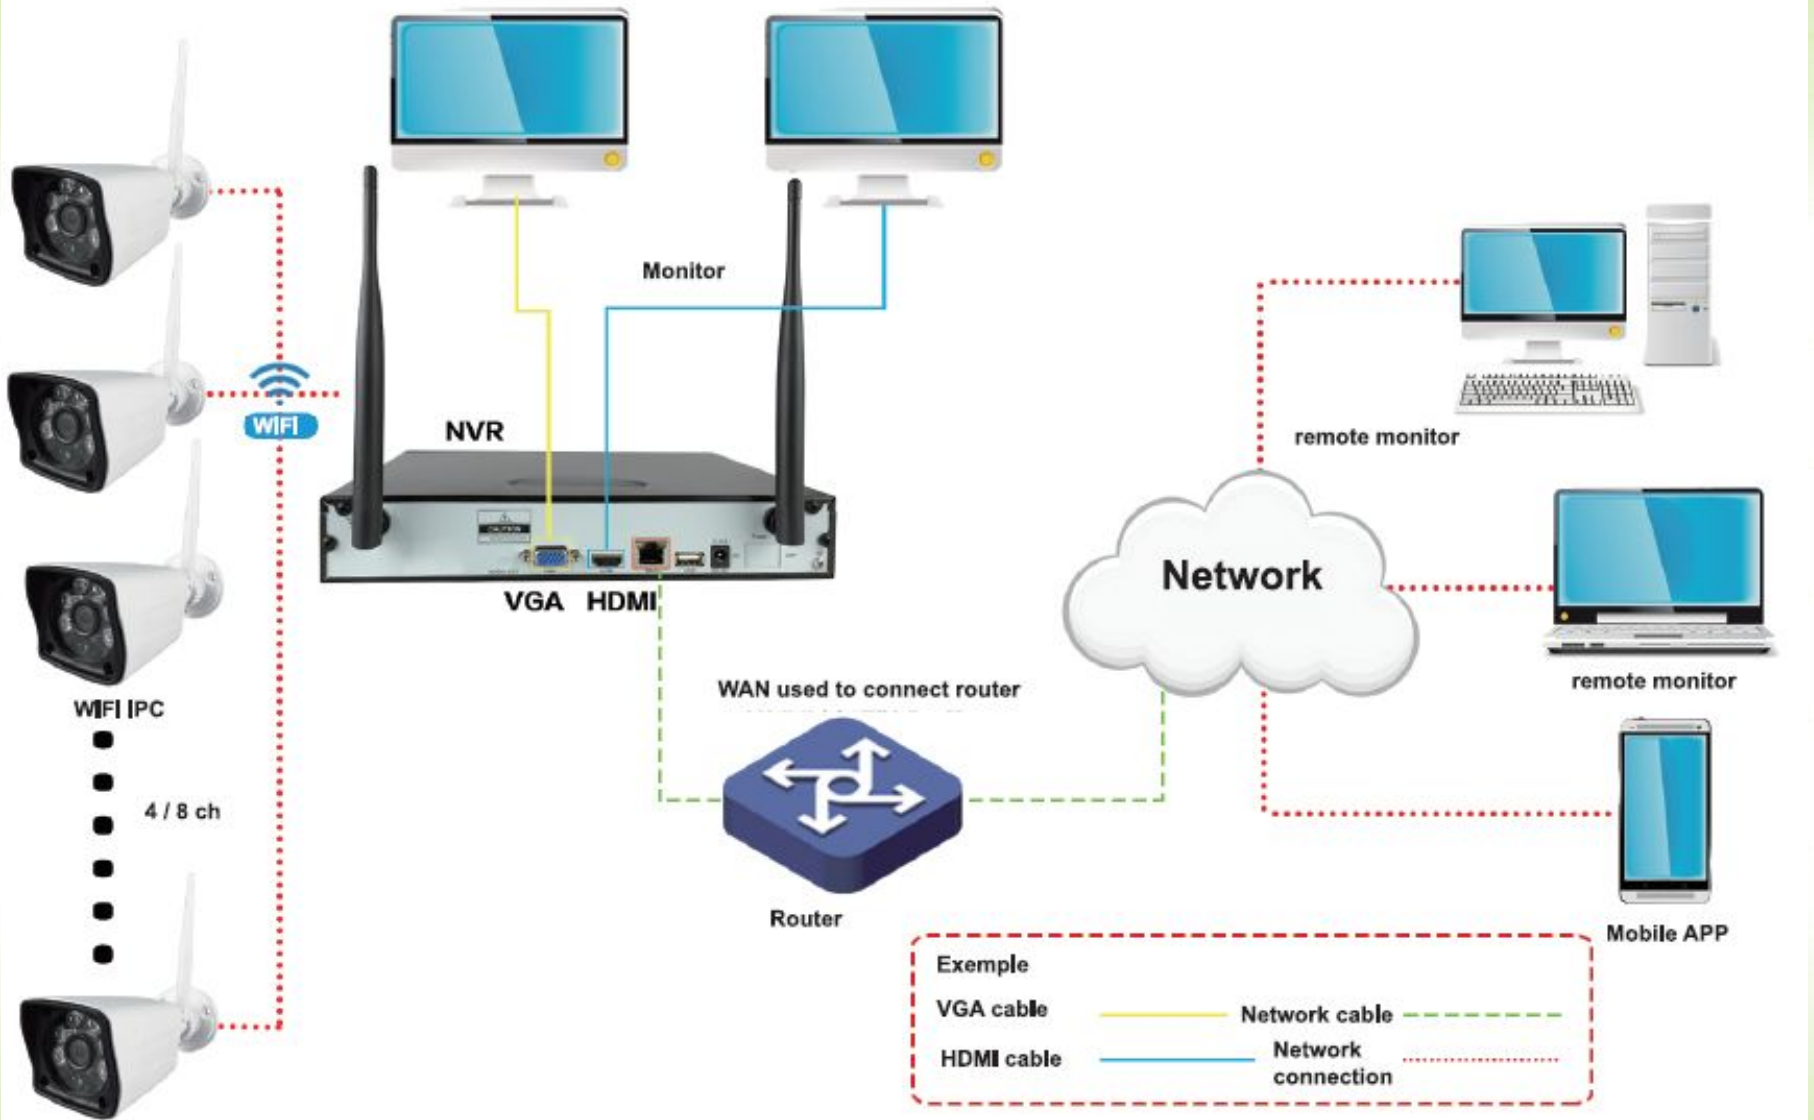 Monitor
WIFI
NVR
CAUTION
VGA HDMI
WIFI IPC
4 / 8 ch
WAN used to connect router
Router
Network
remote monitor
remote monitor
Mobile APP
Exemple
VGA cable
Network cable
HDMI cable
Network
connection